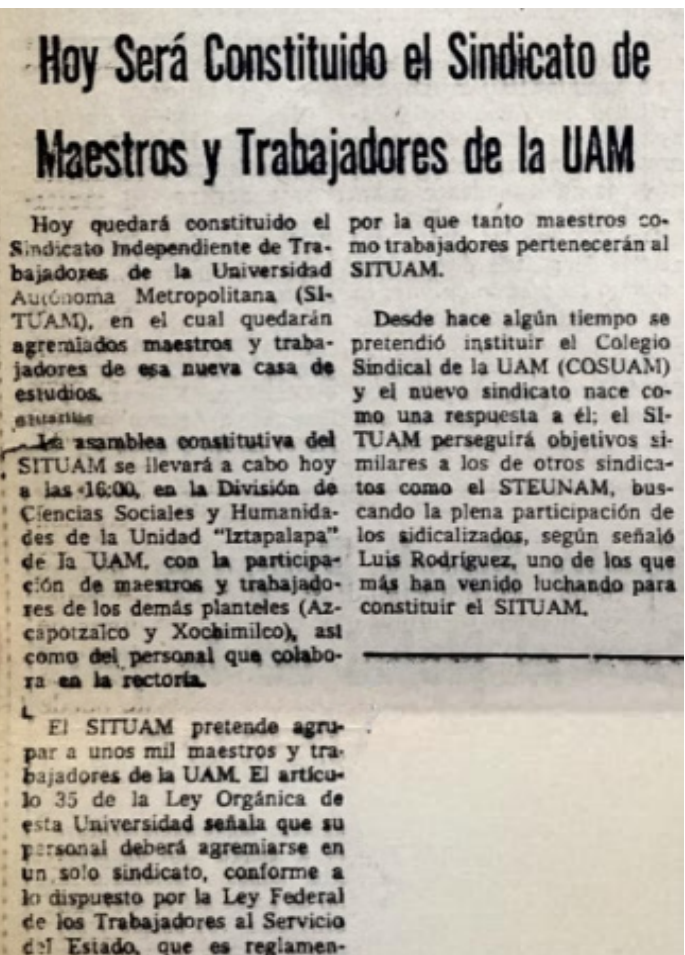 Hoy Será Constituido el Sindicato de
Maestros y Trabajadores de la UAM
Hoy quedará constituido el
Sindicato Independiente de Tra-
bajadores de la Universidad
Autónoma Metropolitana (SI-
TUAM), en el cual quedarán
agremiados maestros y traba-
jadores de esa nueva casa de
estudios.
La asamblea constitutiva del
SITUAM se llevará a cabo hoy
a las 16:00, en la División de
Ciencias Sociales y Humanida-
des de la Unidad "Iztapalapa"
de la UAM, con la participa-
ción de maestros y trabajado-
res de los demás planteles (Az-
capotzalco y Xochimilco), así
como del personal que colabo-
ra en la rectoría.
El SITUAM pretende agru-
par a unos mil maestros y tra-
bajadores de la UAM. El artícu-
lo 35 de la Ley Orgánica de
esta Universidad señala que su
personal deberá agremiarse en
un solo sindicato, conforme a
lo dispuesto por la Ley Federal
de los Trabajadores al Servicio
del Estado, que es reglamen-
por la que tanto maestros co-
mo trabajadores pertenecerán al
SITUAM.
Desde hace algún tiempo se
pretendió instituir el Colegio
Sindical de la UAM (COSUAM)
y el nuevo sindicato nace co-
mo una respuesta a él; el SI-
TUAM perseguirá objetivos si-
milares a los de otros sindica-
tos como el STEUNAM, bus-
cando la plena participación de
los sidicalizados, según señaló
Luis Rodríguez, uno de los que
más han venido luchando para
constituir el SITUAM.